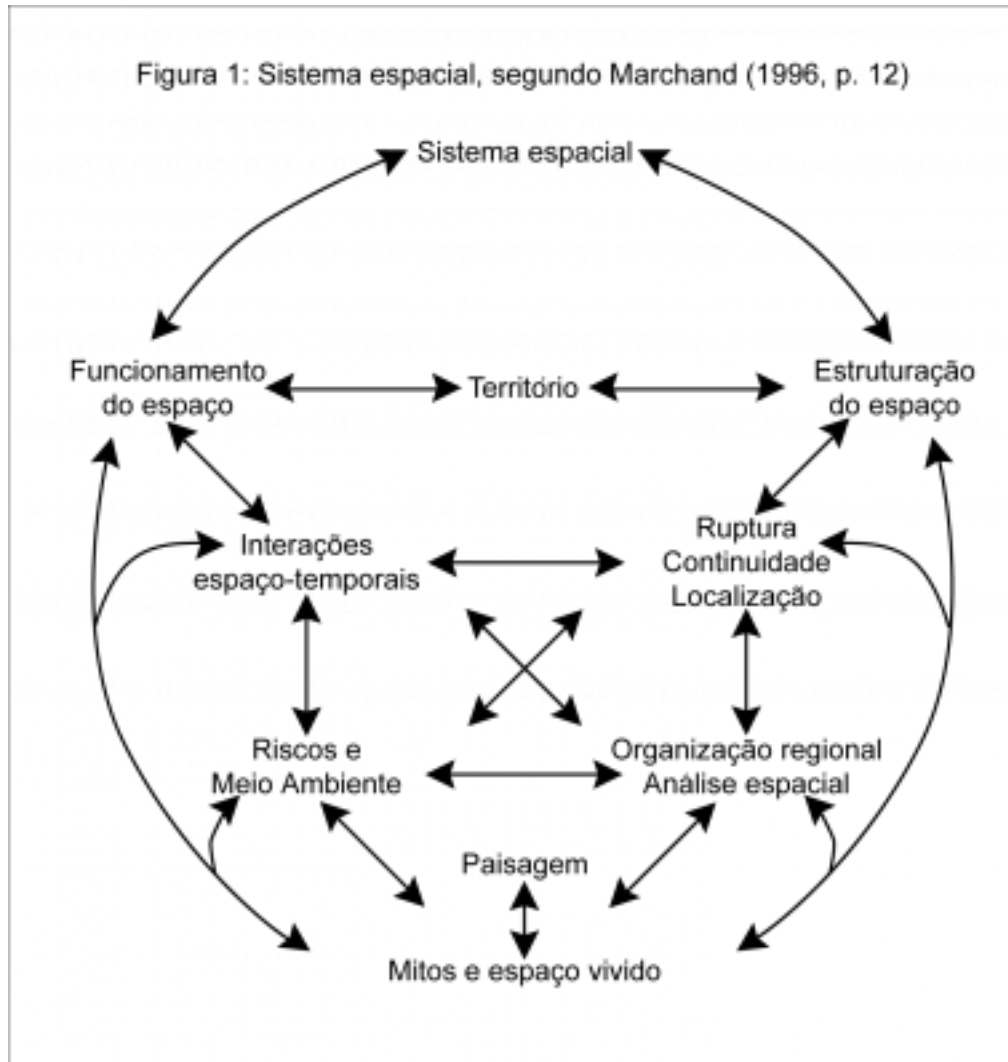 Figura 1: Sistema espacial, segundo Marchand (1996, p. 12)
Sistema espacial
Funcionamento
do espaço
Território
Estruturação
do espaço
Interações
espaço-temporais
Ruptura
Continuidade
Localização
Riscos e
Meio Ambiente
Organização regional
Análise espacial
Paisagem
Mitos e espaço vivido